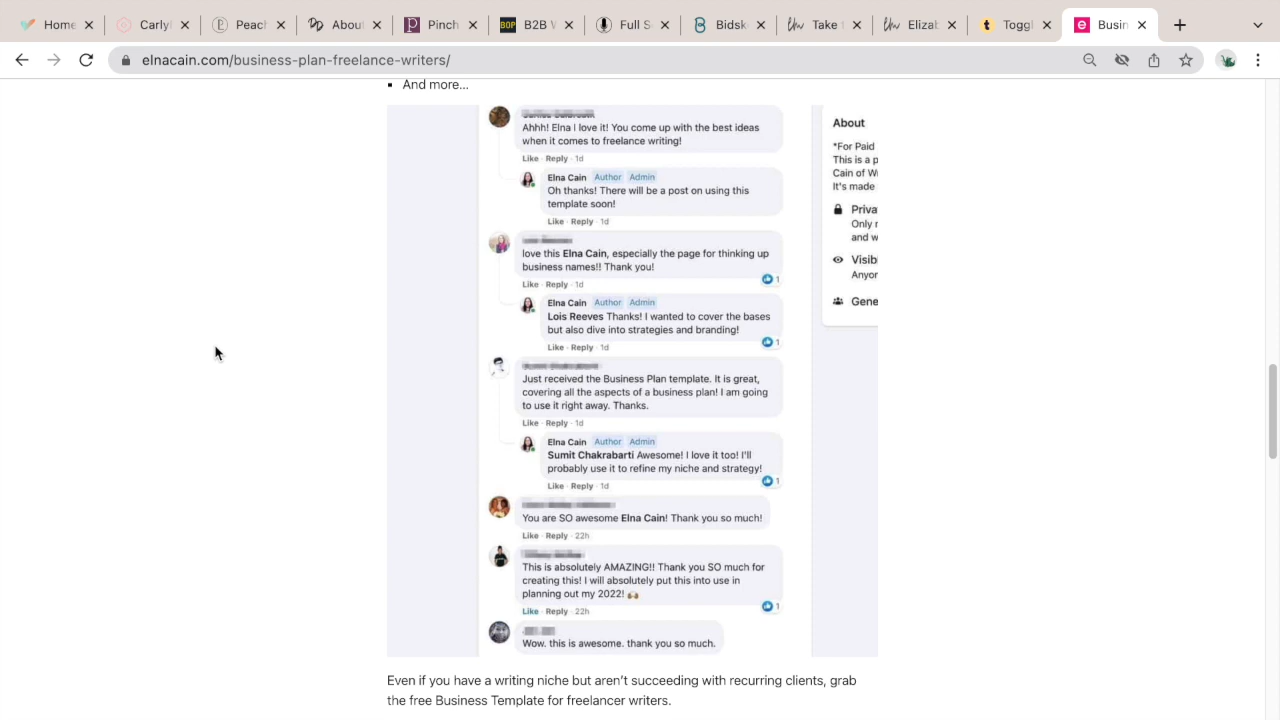 Home
Carlyl
Peach
Abou
Pinch
B2B W
Full S
Bidsk
Take t
Elizab
Toggl
Busin
elnacain.com/business-plan-freelance-writers/
And more...
Ahhh! Elna I love it! You come up with the best ideas
when it comes to freelance writing!
Like · Reply · 1d
Elna Cain Author Admin
Oh thanks! There will be a post on using this
template soon!
Like · Reply · 1d
love this Elna Cain, especially the page for thinking up
business names!! Thank you!
1
Like · Reply · 1d
Elna Cain Author Admin
Lois Reeves Thanks! I wanted to cover the bases
but also dive into strategies and branding!
1
Like · Reply · 1d
Just received the Business Plan template. It is great,
covering all the aspects of a business plan! I am going
to use it right away. Thanks.
Like · Reply · 1d
Elna Cain Author Admin
Sumit Chakrabarti Awesome! I love it too! I'll
probably use it to refine my niche and strategy!
1
Like · Reply · 1d
You are SO awesome Elna Cain! Thank you so much!
Like · Reply · 22h
This is absolutely AMAZING!! Thank you SO much for
creating this! I will absolutely put this into use in
planning out my 2022! 🙌
1
Like · Reply · 22h
Wow. this is awesome. thank you so much.
About
*For Paid
This is a p
Cain of W
It's made
Priva
Only r
and w
Visib
Anyor
Gene
Even if you have a writing niche but aren't succeeding with recurring clients, grab
the free Business Template for freelancer writers.